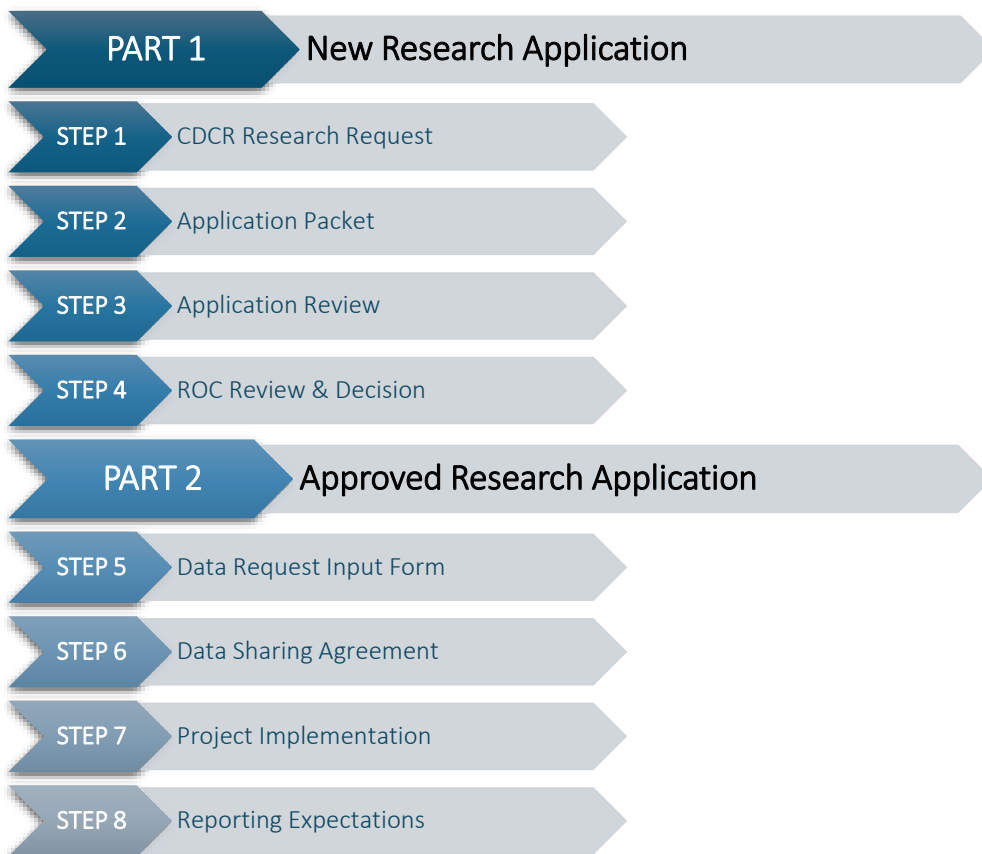 PART 1 New Research Application
STEP 1 CDCR Research Request
STEP 2 Application Packet
STEP 3 Application Review
STEP 4 ROC Review & Decision
PART 2 Approved Research Application
STEP 5 Data Request Input Form
STEP 6 Data Sharing Agreement
STEP 7 Project Implementation
STEP 8 Reporting Expectations